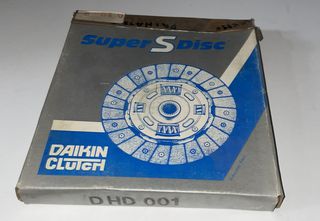 Super S Disc
DAIKIN
CLUTCH
DHD 001